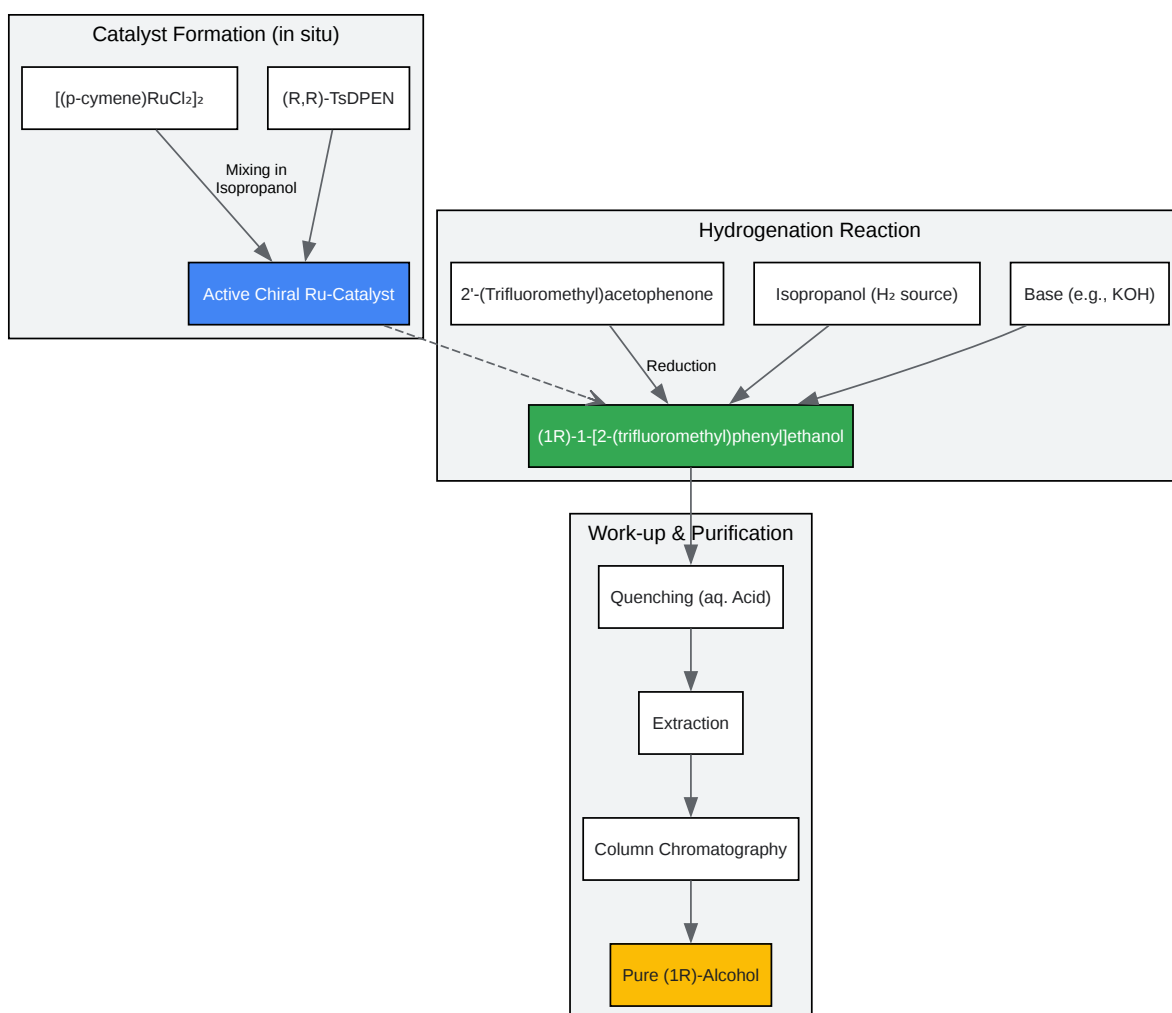 Catalyst Formation (in situ)
[(p-cymene)RuCl₂]₂
(R,R)-TsDPEN
Mixing in
Isopropanol
Active Chiral Ru-Catalyst
Hydrogenation Reaction
2'-(Trifluoromethyl)acetophenone
Isopropanol (H₂ source)
Base (e.g., KOH)
Reduction
(1R)-1-[2-(trifluoromethyl)phenyl]ethanol
Work-up & Purification
Quenching (aq. Acid)
Extraction
Column Chromatography
Pure (1R)-Alcohol